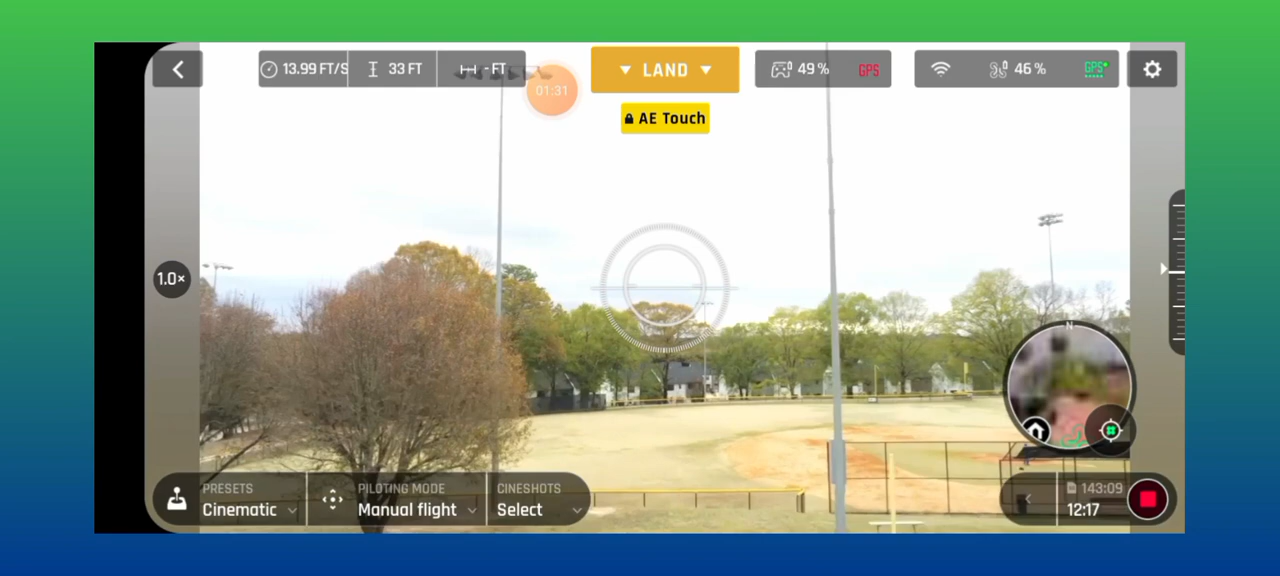 13.99 FT/S
33 FT
- FT
01:31
LAND
49 %
GPS
46 %
GPS
AE Touch
1.0×
N
PRESETS
Cinematic
PILOTING MODE
Manual flight
CINESHOTS
Select
143:09
12:17